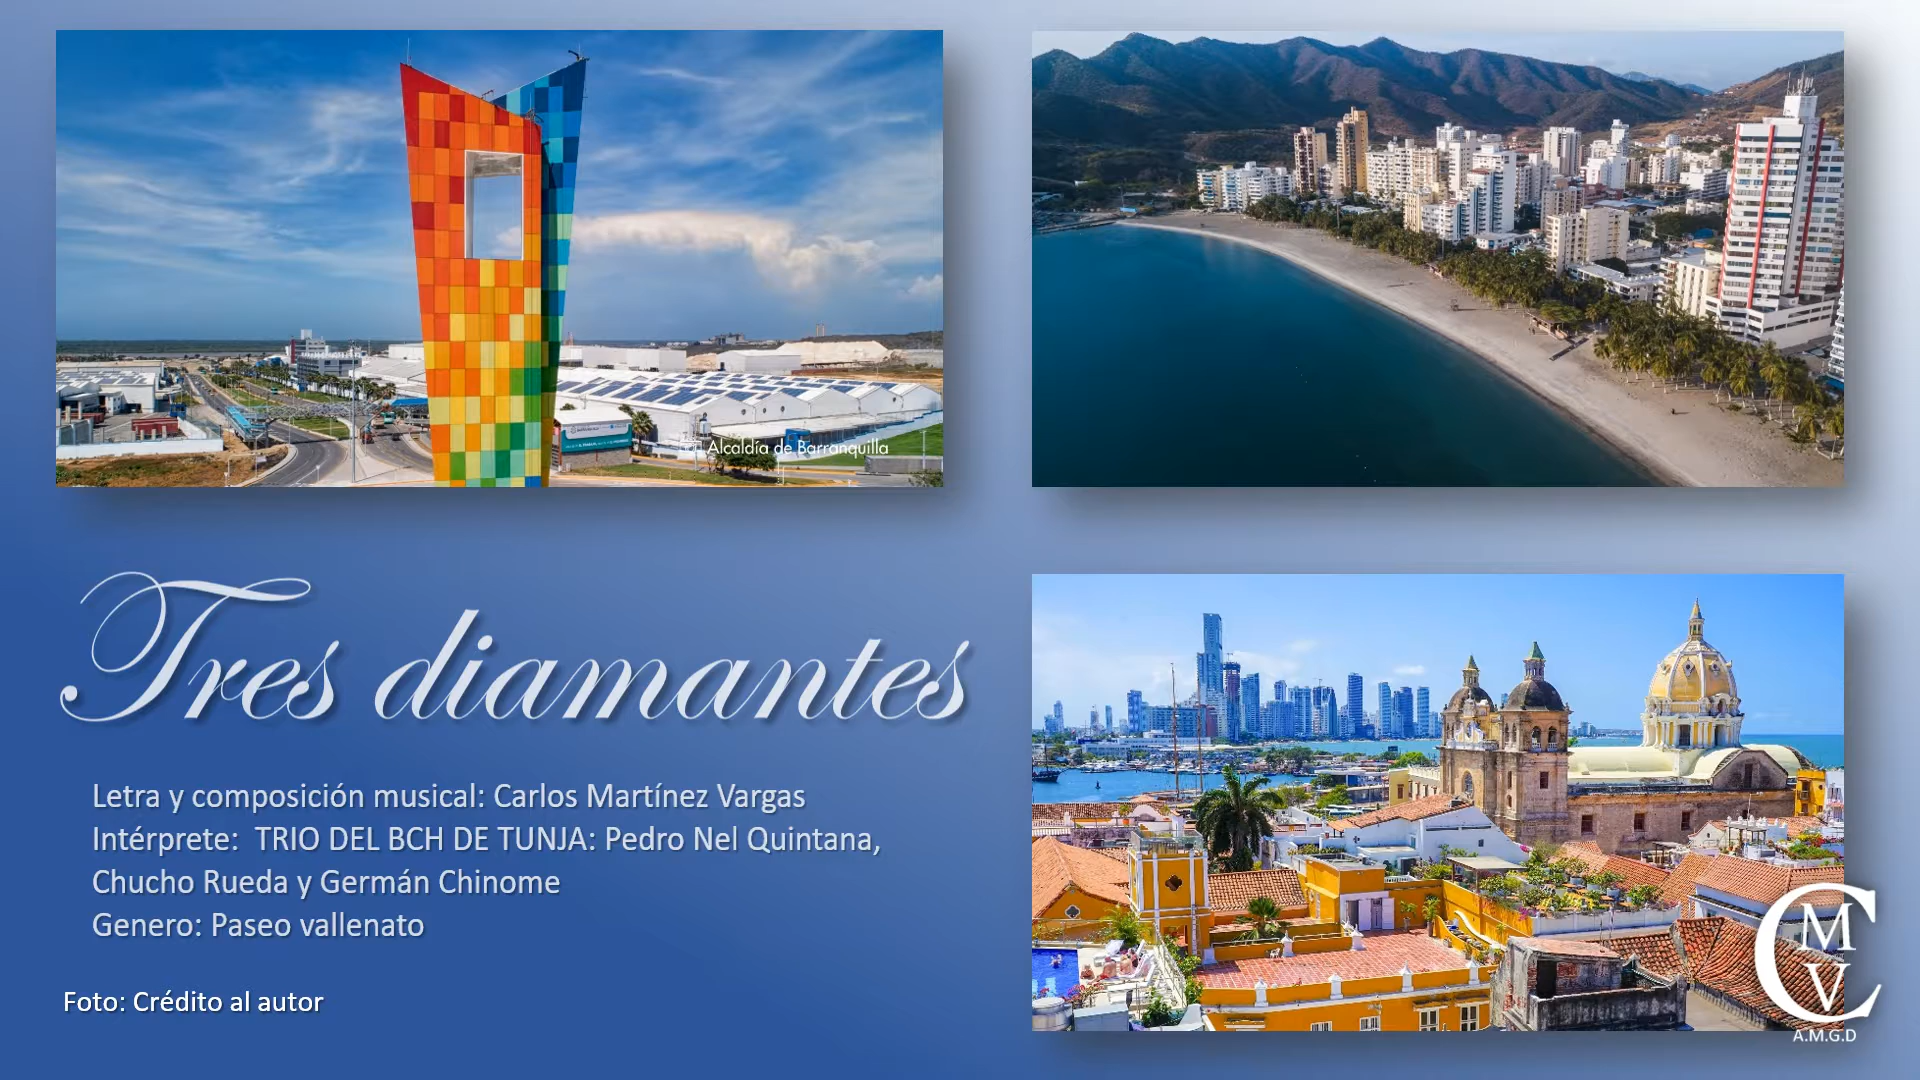 Alcaldía de Barranquilla
Tres diamantes
Letra y composición musical: Carlos Martínez Vargas
Intérprete:  TRIO DEL BCH DE TUNJA: Pedro Nel Quintana,
Chucho Rueda y Germán Chinome
Genero: Paseo vallenato
Foto: Crédito al autor
C M V
A.M.G.D